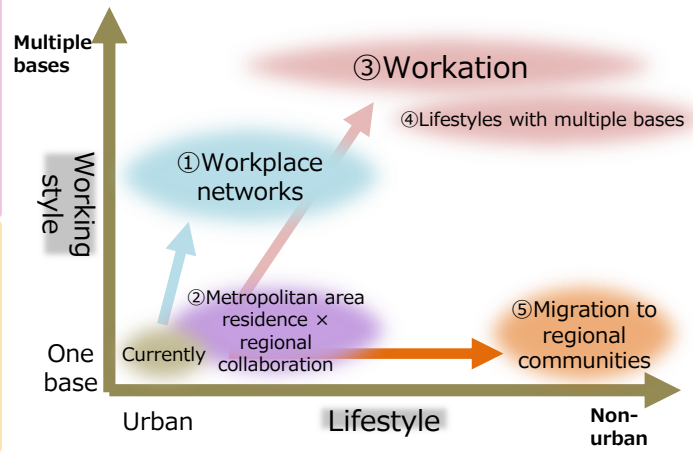 Multiple
bases
③Workation
④Lifestyles with multiple bases
①Workplace
networks
Working
style
②Metropolitan area
residence ×
regional
collaboration
⑤Migration to
regional
communities
Currently
One
base
Urban
Lifestyle
Non-
urban